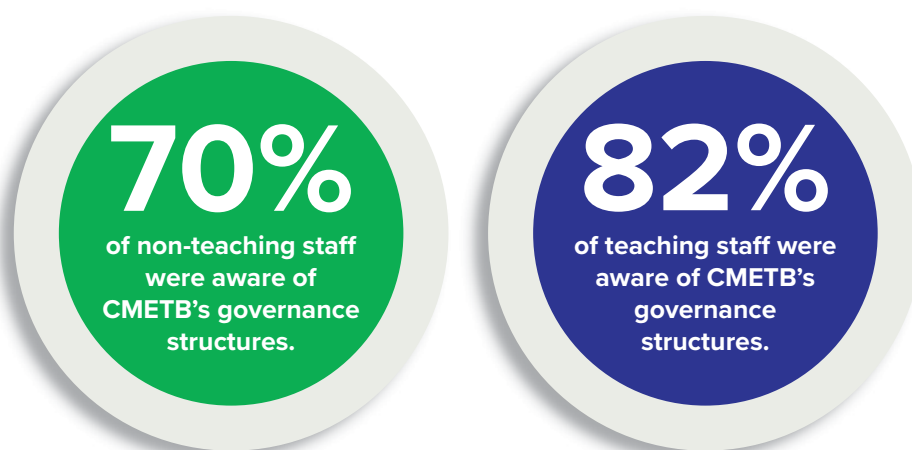 70%
of non-teaching staff
were aware of
CMETB’s governance
structures.
82%
of teaching staff were
aware of CMETB’s
governance
structures.